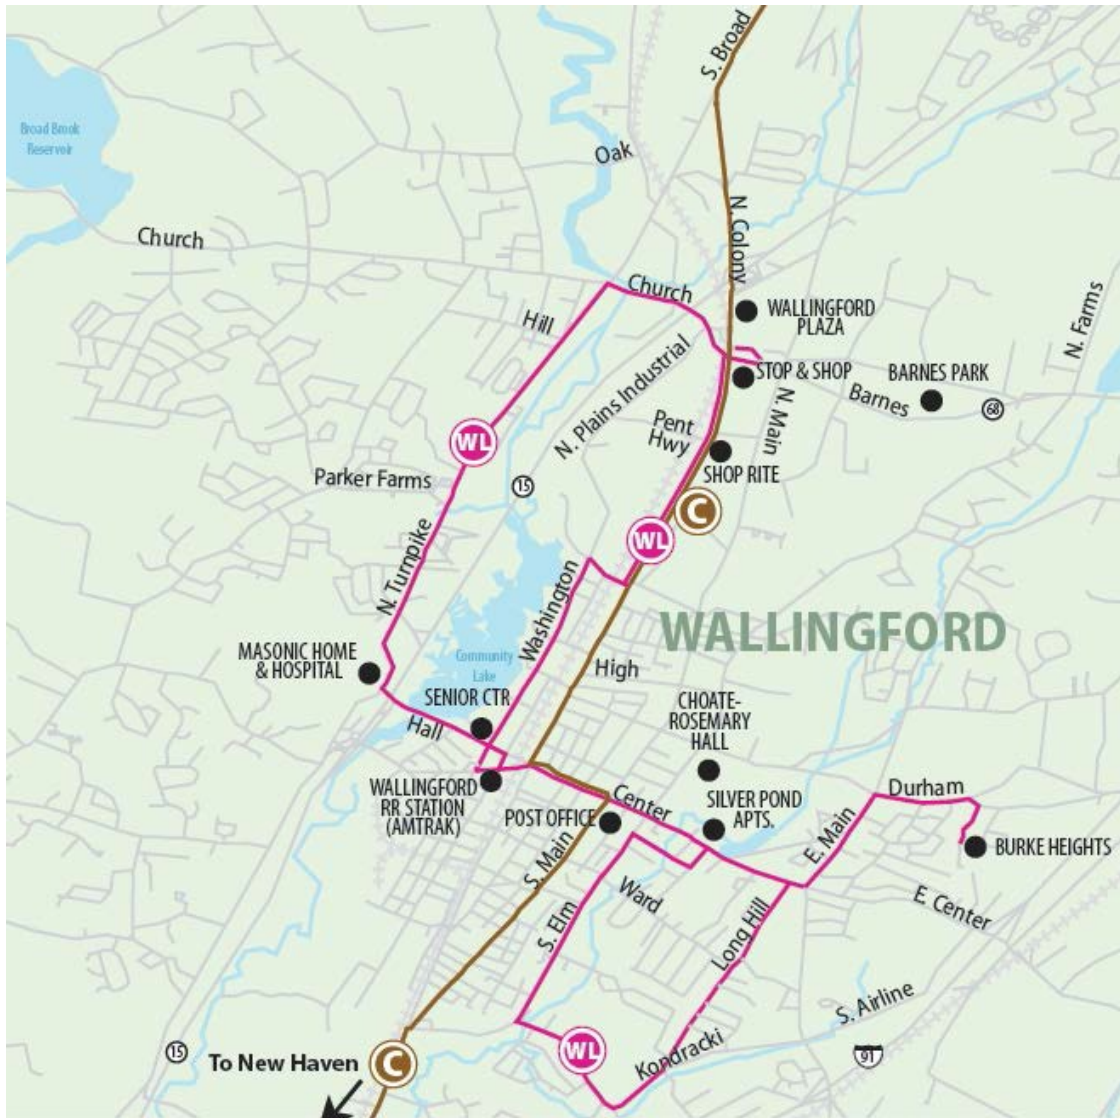 S. Broad
Broad Brook
Reservoir
Oak
Church
N. Colony
Church
Hill
WALLINGFORD
PLAZA
N. Farms
N. Plains Industrial
STOP & SHOP
BARNES PARK
Barnes
68
N. Main
Pent
Hwy
WL
Parker Farms
SHOP RITE
15
C
WL
N. Turnpike
Washington
WALLINGFORD
MASONIC HOME
& HOSPITAL
Community
Lake
High
SENIOR CTR
CHOATE-
ROSEMARY
HALL
Hall
WALLINGFORD
RR STATION
(AMTRAK)
Center
SILVER POND
APTS.
Durham
POST OFFICE
E. Main
BURKE HEIGHTS
S. Main
Ward
E. Center
S. Elm
Long Hill
S. Airline
WL
Kondracki
15
91
To New Haven
C